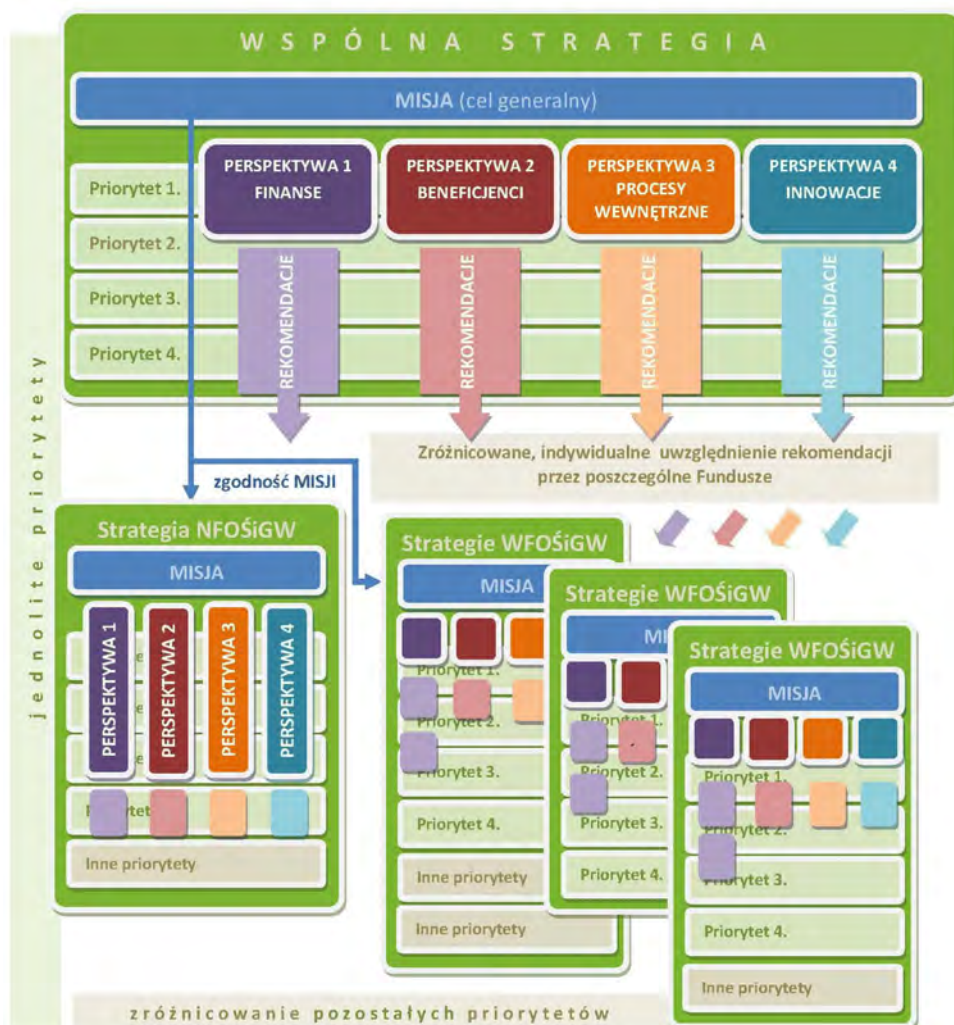 WSPÓLNA STRATEGIA
MISJA (cel generalny)
PERSPEKTYWA 1
FINANSE
PERSPEKTYWA 2
BENEFICJENCI
PERSPEKTYWA 3
PROCESY
WEWNĘTRZNE
PERSPEKTYWA 4
INNOWACJE
Priorytet 1.
Priorytet 2.
Priorytet 3.
Priorytet 4.
REKOMENDACJE
REKOMENDACJE
REKOMENDACJE
REKOMENDACJE
jednolite priorytety
Zróżnicowane, indywidualne uwzględnienie rekomendacji
przez poszczególne Fundusze
zgodność MISJI
Strategia NFOŚiGW
MISJA
PERSPEKTYWA 1
PERSPEKTYWA 2
PERSPEKTYWA 3
PERSPEKTYWA 4
Inne priorytety
Strategie WFOŚiGW
MISJA
Priorytet 1.
Priorytet 2.
Priorytet 3.
Priorytet 4.
Inne priorytety
Inne priorytety
Strategie WFOŚiGW
Priorytet 1.
Priorytet 2.
Priorytet 3.
Priorytet 4.
Strategie WFOŚiGW
MISJA
Priorytet 1.
Priorytet 2.
Priorytet 3.
Priorytet 4.
Inne priorytety
zróżnicowanie pozostałych priorytetów